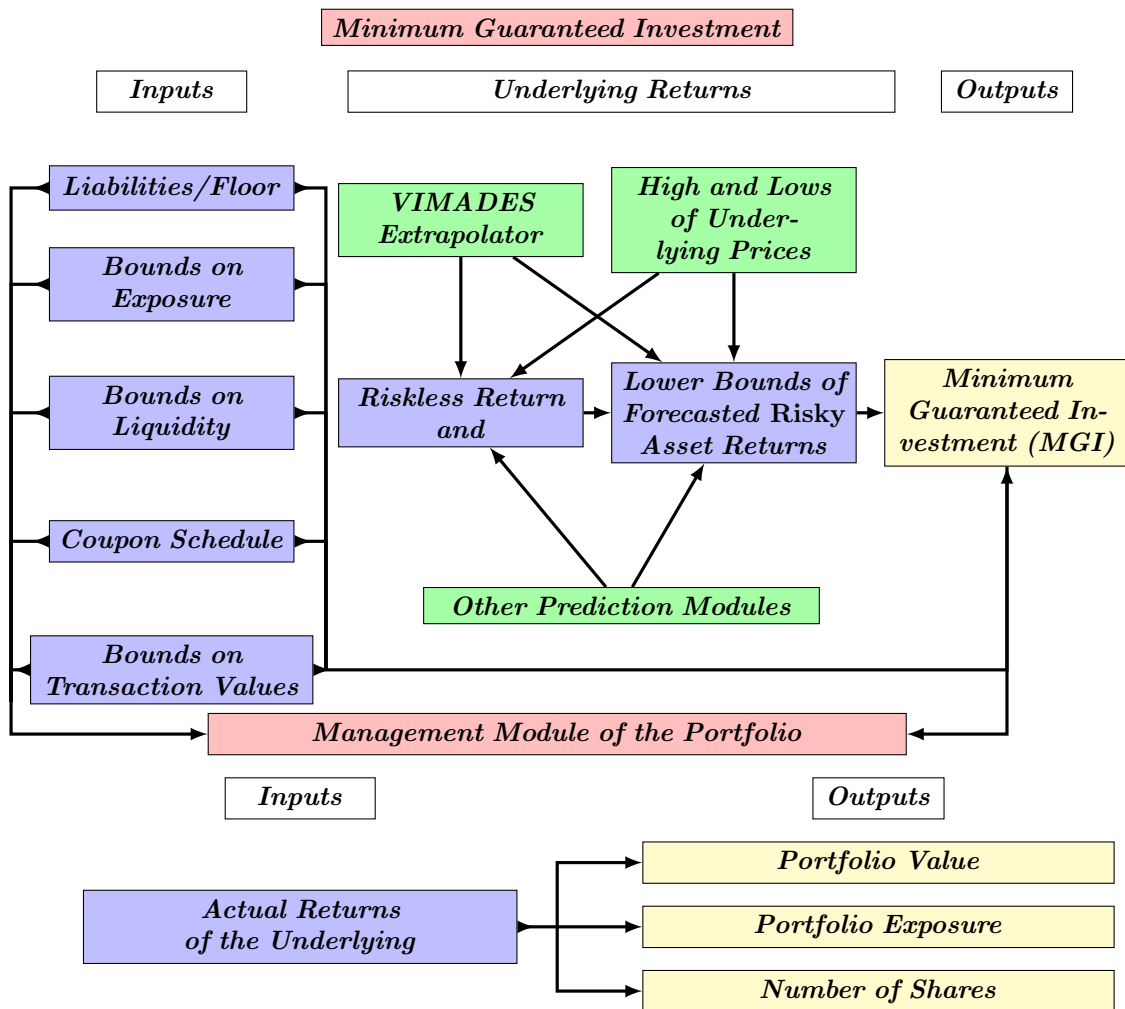 Minimum Guaranteed Investment
Inputs
Underlying Returns
Outputs
Liabilities/Floor
Bounds on
Exposure
Bounds on
Liquidity
Coupon Schedule
Bounds on
Transaction Values
VIMADES
Extrapolator
High and Lows
of Under-
lying Prices
Riskless Return
and
Lower Bounds of
Forecasted Risky
Asset Returns
Minimum
Guaranteed In-
vestment (MGI)
Other Prediction Modules
Management Module of the Portfolio
Inputs
Outputs
Actual Returns
of the Underlying
Portfolio Value
Portfolio Exposure
Number of Shares